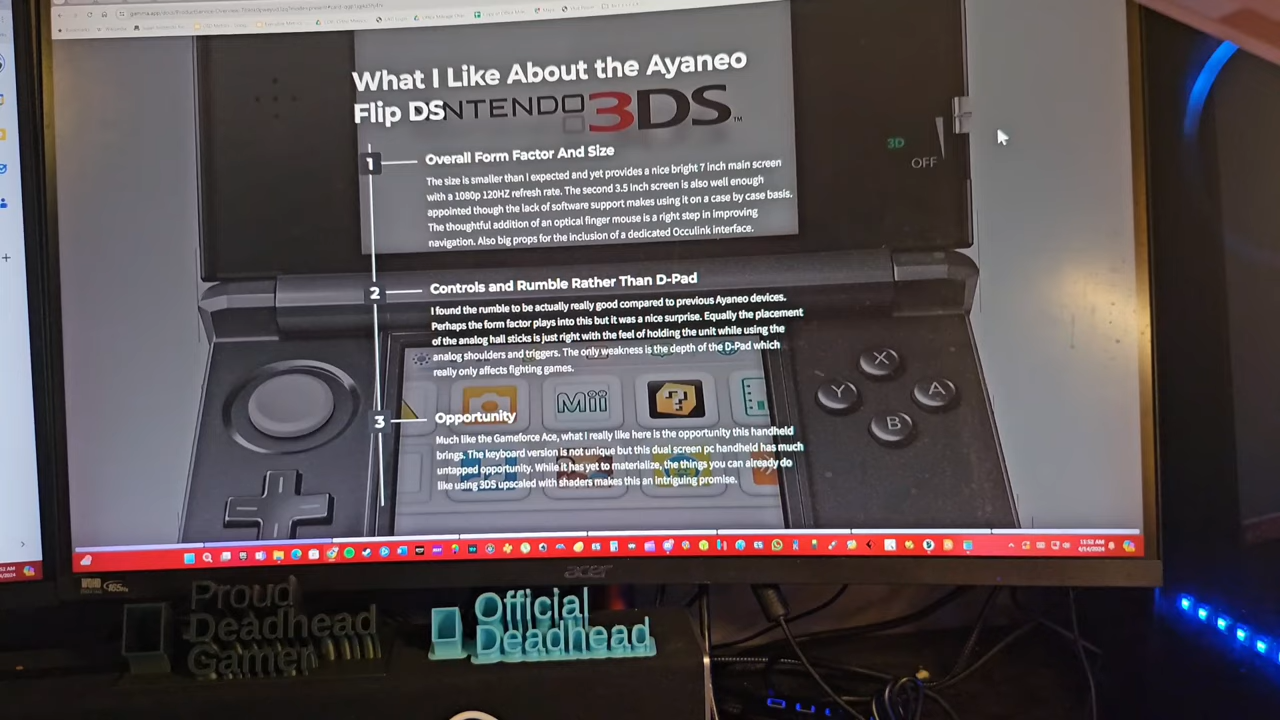 What I Like About the Ayaneo
Flip DS
NTENDO 3DS™
3D
OFF
1
Overall Form Factor And Size
The size is smaller than I expected and yet provides a nice bright 7 inch main screen
with a 1080p 120HZ refresh rate. The second 3.5 Inch screen is also well enough
appointed though the lack of software support makes using it on a case by case basis.
The thoughtful addition of an optical finger mouse is a right step in improving
navigation. Also big props for the inclusion of a dedicated Occulink interface.
2
Controls and Rumble Rather Than D-Pad
I found the rumble to be actually really good compared to previous Ayaneo devices.
Perhaps the form factor plays into this but it was a nice surprise. Equally the placement
of the analog hall sticks is just right with the feel of holding the unit while using the
analog shoulders and triggers. The only weakness is the depth of the D-Pad which
really only affects fighting games.
X
Y
A
B
Mii
?
3
Opportunity
Much like the Gameforce Ace, what I really like here is the opportunity this handheld
brings. The keyboard version is not unique but this dual screen pc handheld has much
untapped opportunity. While it has yet to materialize, the things you can already do
like using 3DS upscaled with shaders makes this an intriguing promise.
11:52 AM
4/14/2024
acer
165Hz
Proud
Deadhead
Gamer
Official
Deadhead